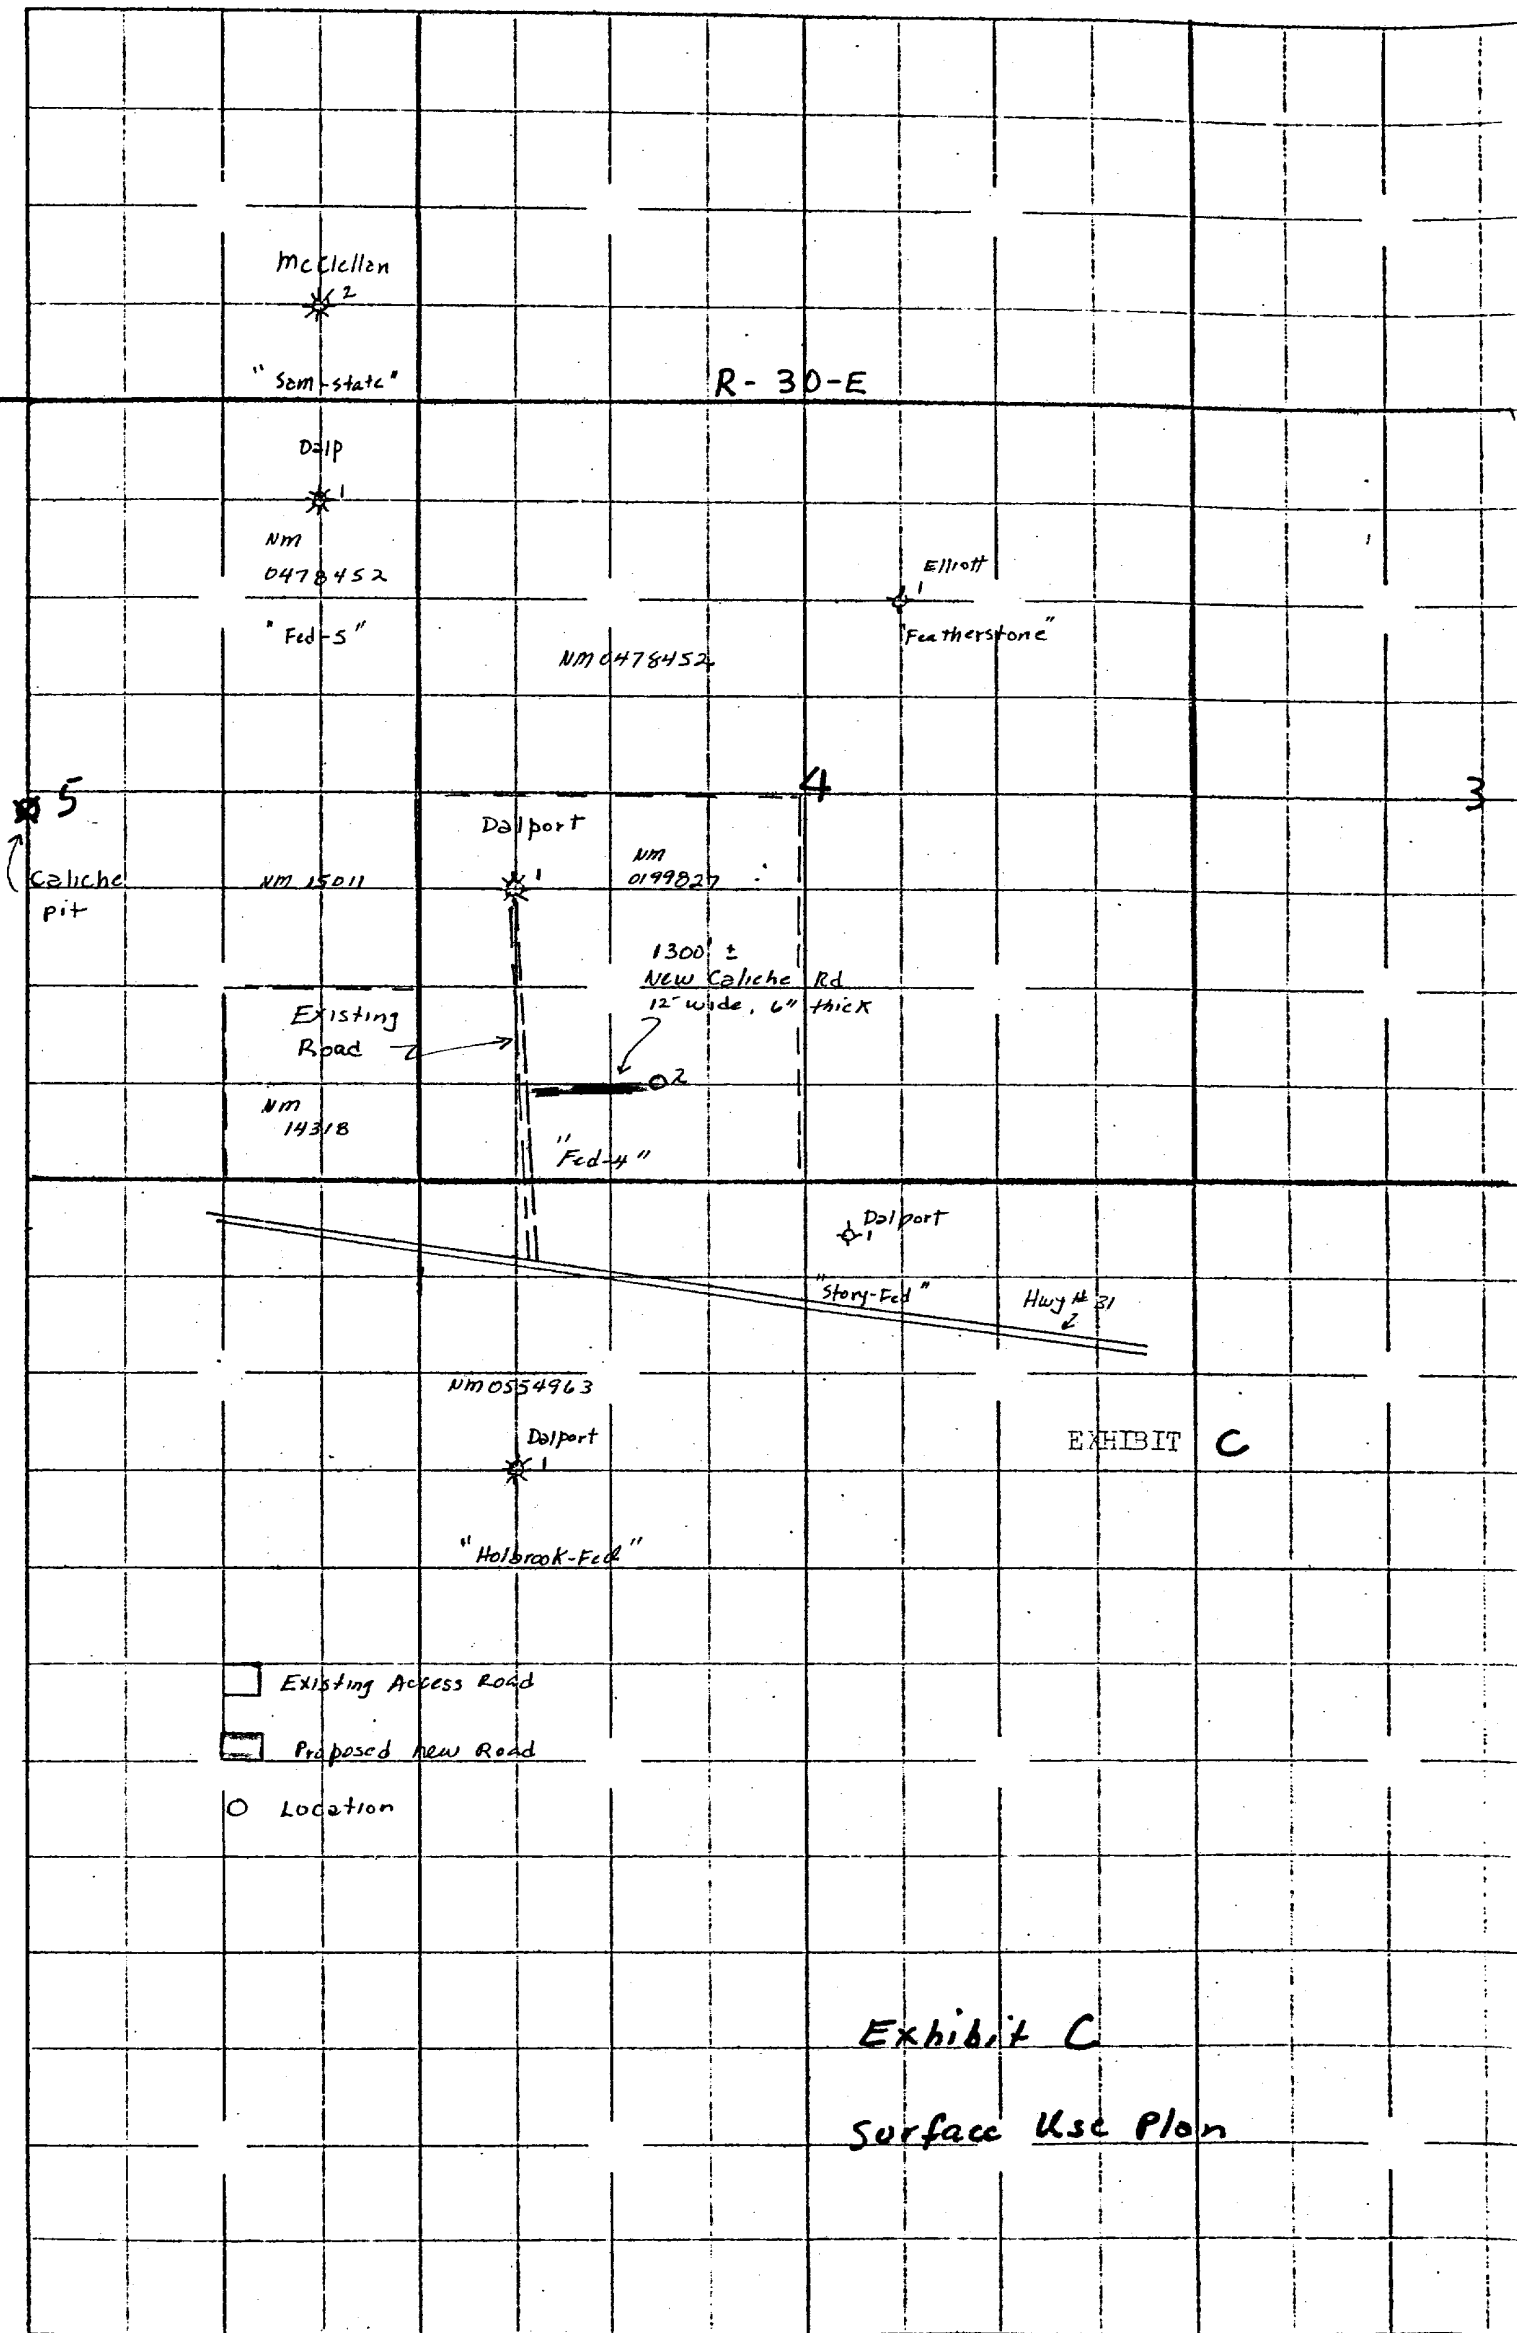 McClellan
2
"Sam-state"
R-30-E
Dalp
1
NM
0478452
"Fed-5"
Elliott
1
"Featherstone"
NM 0478452
5
4
3
Caliche
pit
NM 15011
Dalport
1
NM
0199827
1300' ±
New Caliche Rd
12' wide, 6" thick
Existing
Road
2
NM
14318
"Fed-4"
Dalport
1
"Story-Fed"
Hwy # 31
NM 0554963
Dalport
1
"Holbrook-Fed"
EXHIBIT C
Existing Access Road
Proposed new Road
Location
Exhibit C
Surface Use Plan